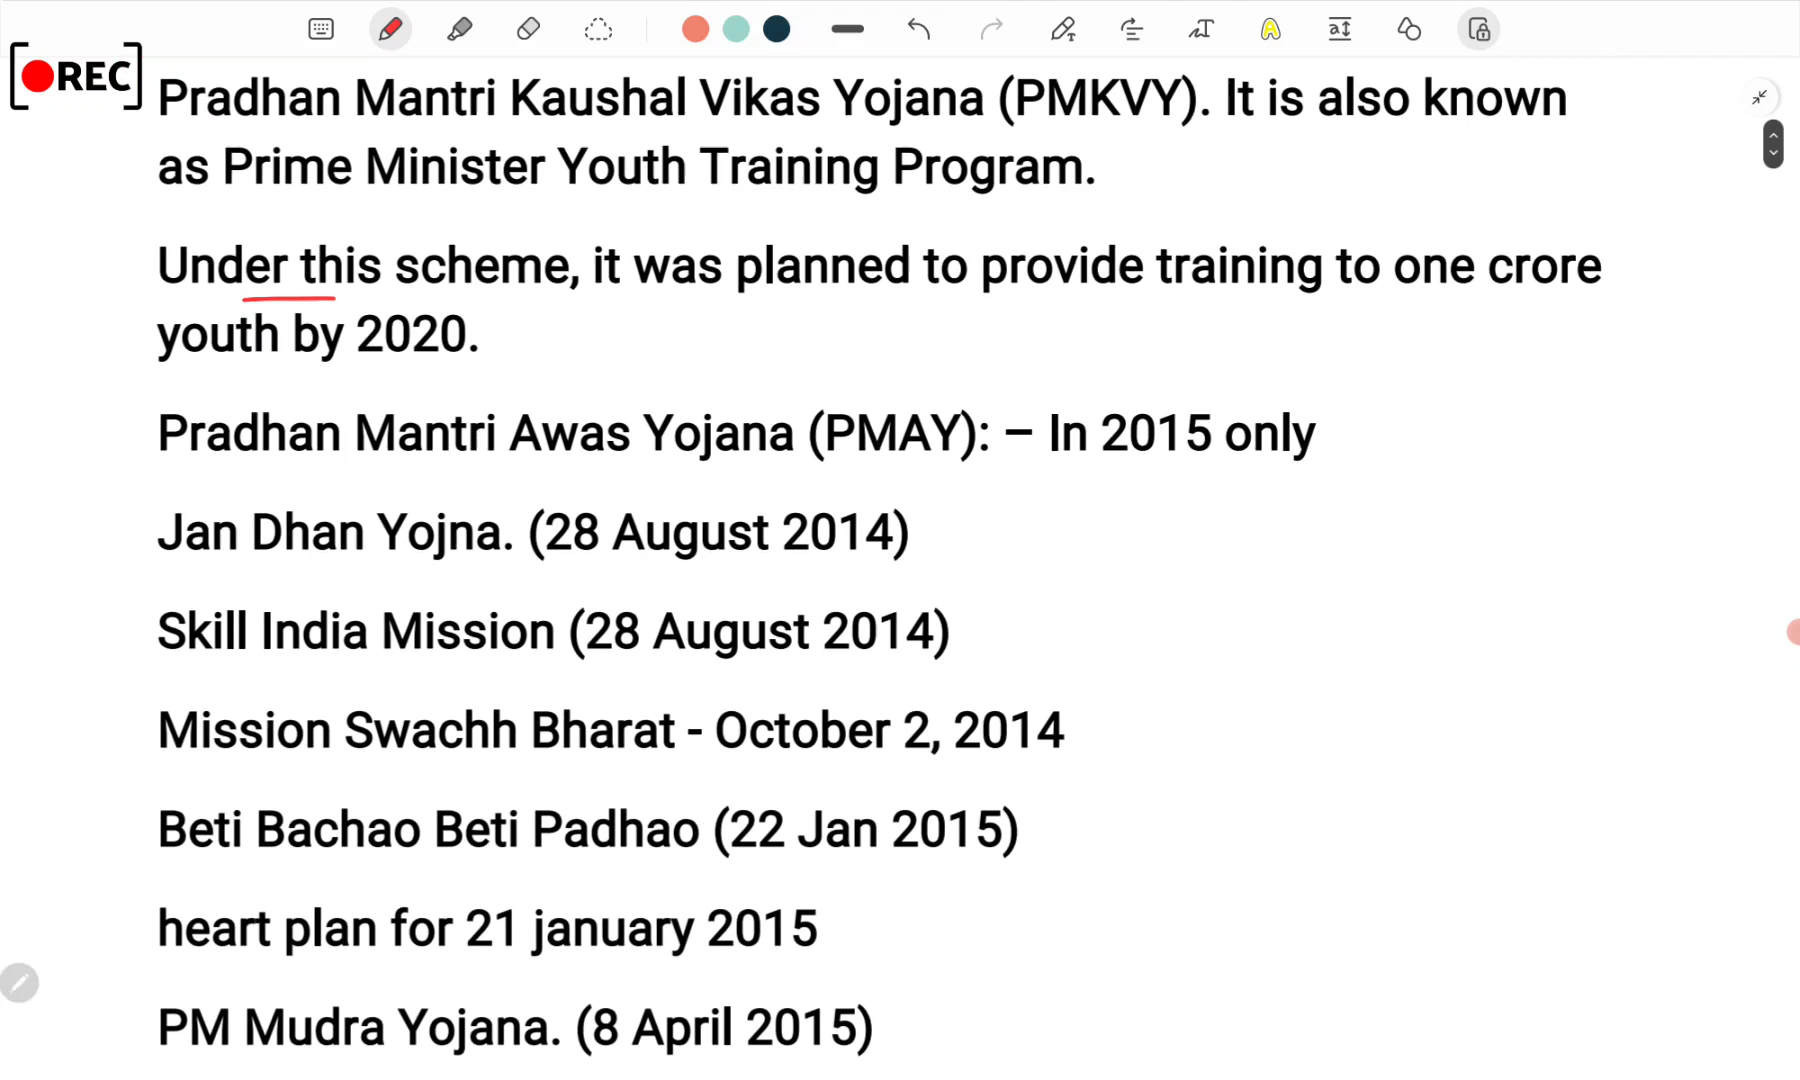 REC
Pradhan Mantri Kaushal Vikas Yojana (PMKVY). It is also known
as Prime Minister Youth Training Program.
Under this scheme, it was planned to provide training to one crore
youth by 2020.
Pradhan Mantri Awas Yojana (PMAY): – In 2015 only
Jan Dhan Yojna. (28 August 2014)
Skill India Mission (28 August 2014)
Mission Swachh Bharat - October 2, 2014
Beti Bachao Beti Padhao (22 Jan 2015)
heart plan for 21 january 2015
PM Mudra Yojana. (8 April 2015)